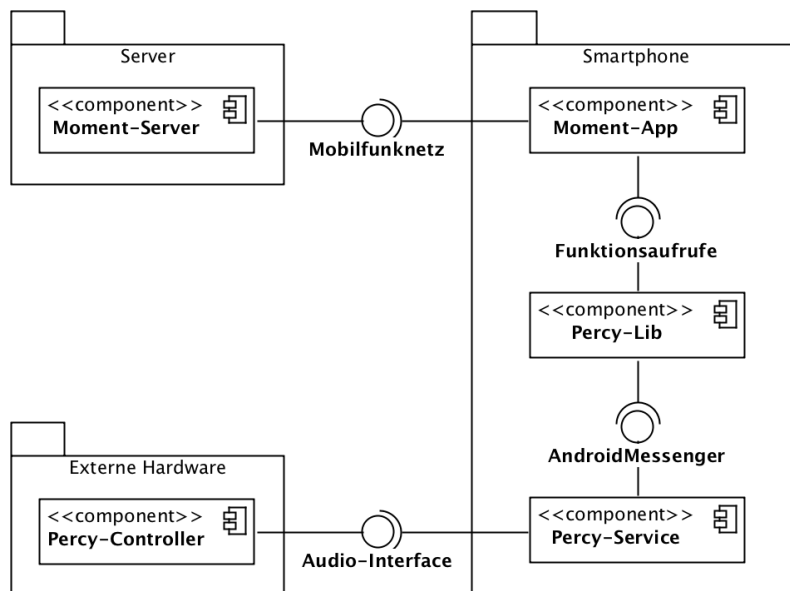 Server
<<component>>
Moment-Server
Mobilfunknetz
Smartphone
<<component>>
Moment-App
Funktionsaufrufe
<<component>>
Percy-Lib
AndroidMessenger
Externe Hardware
<<component>>
Percy-Controller
Audio-Interface
<<component>>
Percy-Service